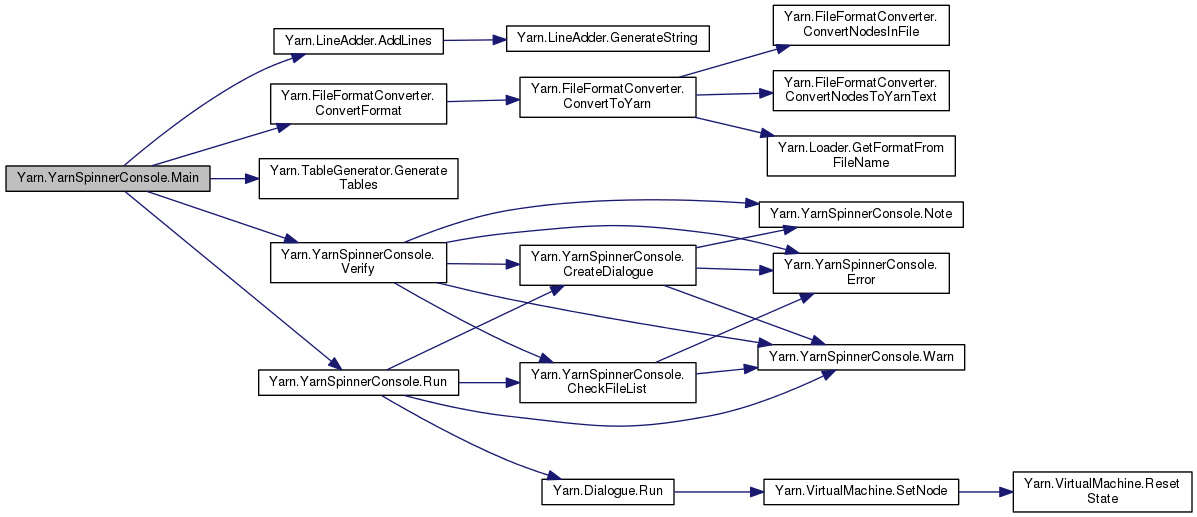 Yarn.YarnSpinnerConsole.Main
Yarn.LineAdder.AddLines
Yarn.LineAdder.GenerateString
Yarn.FileFormatConverter.
ConvertFormat
Yarn.FileFormatConverter.
ConvertToYarn
Yarn.FileFormatConverter.
ConvertNodesInFile
Yarn.FileFormatConverter.
ConvertNodesToYarnText
Yarn.Loader.GetFormatFrom
FileName
Yarn.TableGenerator.Generate
Tables
Yarn.YarnSpinnerConsole.
Verify
Yarn.YarnSpinnerConsole.
CreateDialogue
Yarn.YarnSpinnerConsole.Note
Yarn.YarnSpinnerConsole.
Error
Yarn.YarnSpinnerConsole.Warn
Yarn.YarnSpinnerConsole.
CheckFileList
Yarn.YarnSpinnerConsole.Run
Yarn.Dialogue.Run
Yarn.VirtualMachine.SetNode
Yarn.VirtualMachine.Reset
State